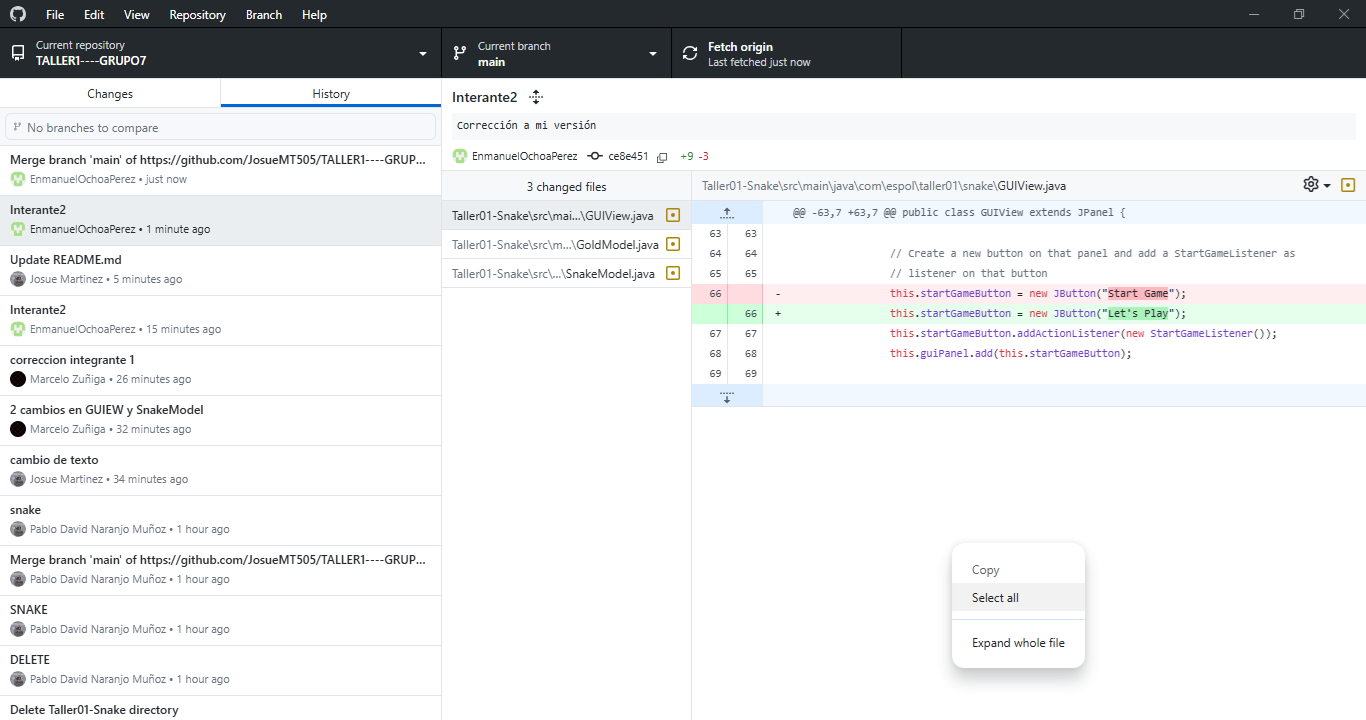 File Edit View Repository Branch Help
Current repository
TALLER1----GRUPO7
Current branch
main
Fetch origin
Last fetched just now
Changes
History
No branches to compare
Merge branch 'main' of https://github.com/JosueMT505/TALLER1----GRUP...
EnmanuelOchoaPerez • just now
Interante2
EnmanuelOchoaPerez • 1 minute ago
Update README.md
Josue Martinez • 5 minutes ago
Interante2
EnmanuelOchoaPerez • 15 minutes ago
correccion integrante 1
Marcelo Zuñiga • 26 minutes ago
2 cambios en GUIEW y SnakeModel
Marcelo Zuñiga • 32 minutes ago
cambio de texto
Josue Martinez • 34 minutes ago
snake
Pablo David Naranjo Muñoz • 1 hour ago
Merge branch 'main' of https://github.com/JosueMT505/TALLER1----GRUP...
Pablo David Naranjo Muñoz • 1 hour ago
SNAKE
Pablo David Naranjo Muñoz • 1 hour ago
DELETE
Pablo David Naranjo Muñoz • 1 hour ago
Delete Taller01-Snake directory
Interante2
Corrección a mi versión
EnmanuelOchoaPerez ce8e451 +9 -3
3 changed files
Taller01-Snake\src\mai...\GUIView.java
Taller01-Snake\src\m...\GoldModel.java
Taller01-Snake\src\...\SnakeModel.java
Taller01-Snake\src\main\java\com\espol\taller01\snake\GUIView.java
@@ -63,7 +63,7 @@ public class GUIView extends JPanel {
63 63
64 64 // Create a new button on that panel and add a StartGameListener as
65 65 // listener on that button
66 - this.startGameButton = new JButton("Start Game");
66 + this.startGameButton = new JButton("Let's Play");
67 67 this.startGameButton.addActionListener(new StartGameListener());
68 68 this.guiPanel.add(this.startGameButton);
69 69
Copy
Select all
Expand whole file